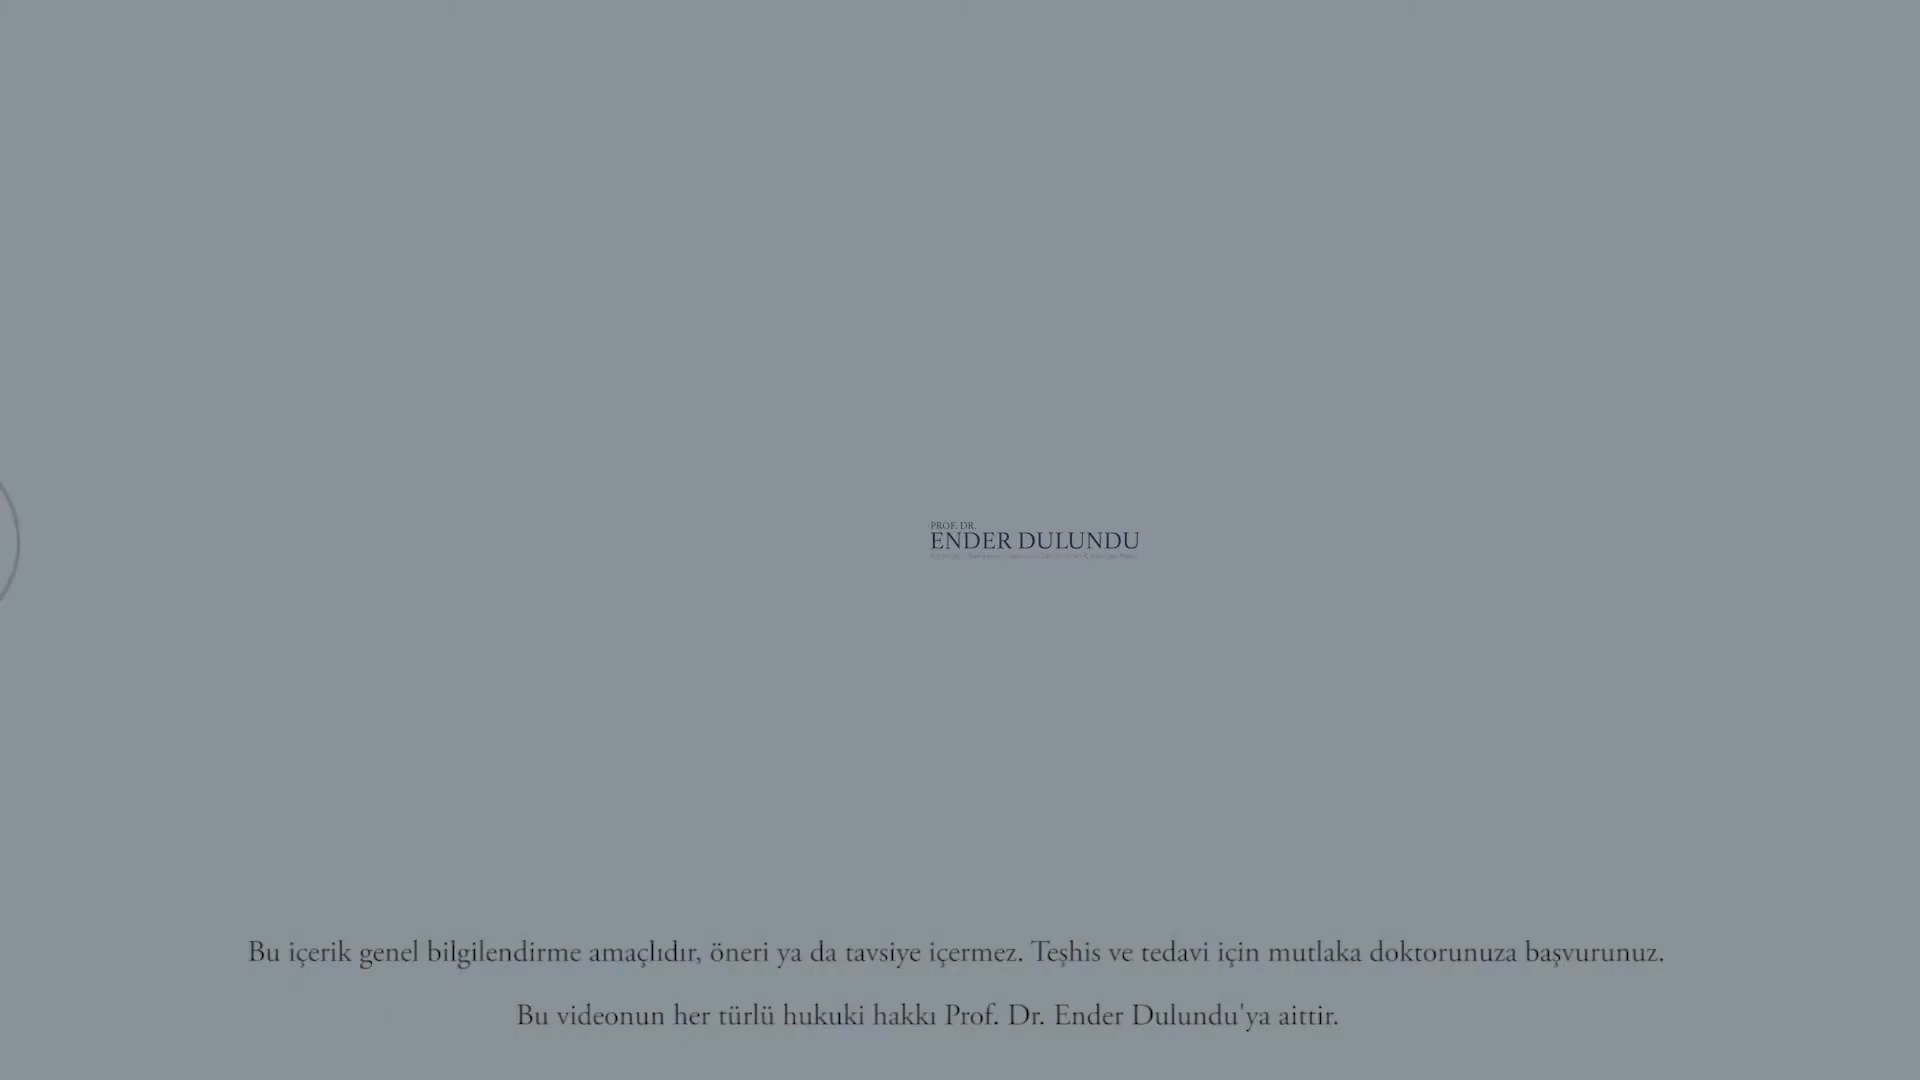 PROF. DR.
ENDER DULUNDU
Bu içerik genel bilgilendirme amaçlıdır, öneri ya da tavsiye içermez. Teşhis ve tedavi için mutlaka doktorunuza başvurunuz.
Bu videonun her türlü hukuki hakkı Prof. Dr. Ender Dulundu'ya aittir.